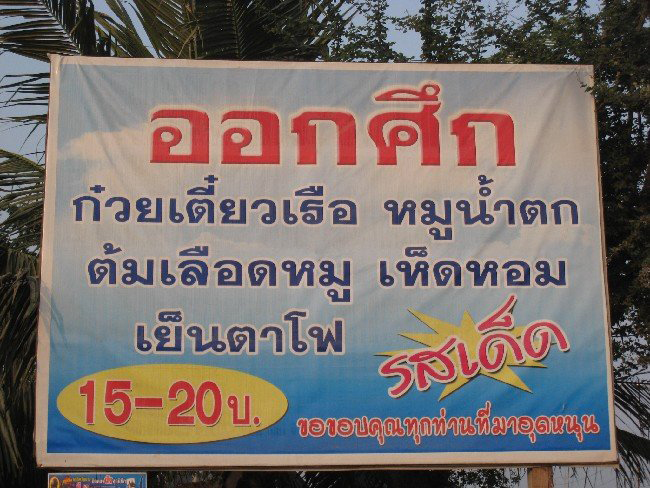 ออกศึก
ก๋วยเตี๋ยวเรือ หมูน้ำตก
ต้มเลือดหมู เห็ดหอม
เย็นตาโฟ
รสเด็ด
15-20 บ.
ขอขอบคุณทุกท่านที่มาอุดหนุน